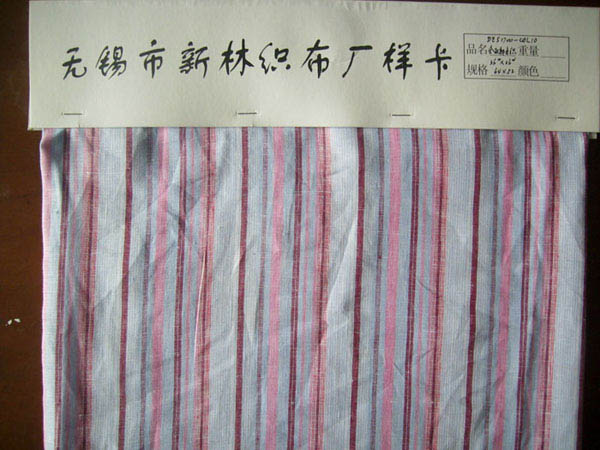 无锡市新林织布厂样卡
品名 重量
规格 颜色